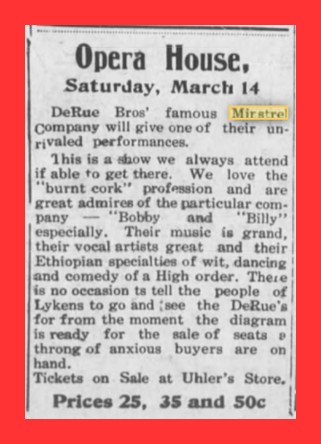 Opera House,
Saturday, March 14
DeRue Bros' famous Minstrel
Company will give one of their un-
rivaled performances.
This is a show we always attend
if able to get there. We love the
"burnt cork" profession and are
great admires of the particular com-
pany — "Bobby and "Billy"
especially. Their music is grand,
their vocal artists great and their
Ethiopian specialties of wit, dancing
and comedy of a High order. There
is no occasion ts tell the people of
Lykens to go and see the DeRue's
for from the moment the diagram
is ready for the sale of seats a
throng of anxious buyers are on
hand.
Tickets on Sale at Uhler's Store.
Prices 25, 35 and 50c